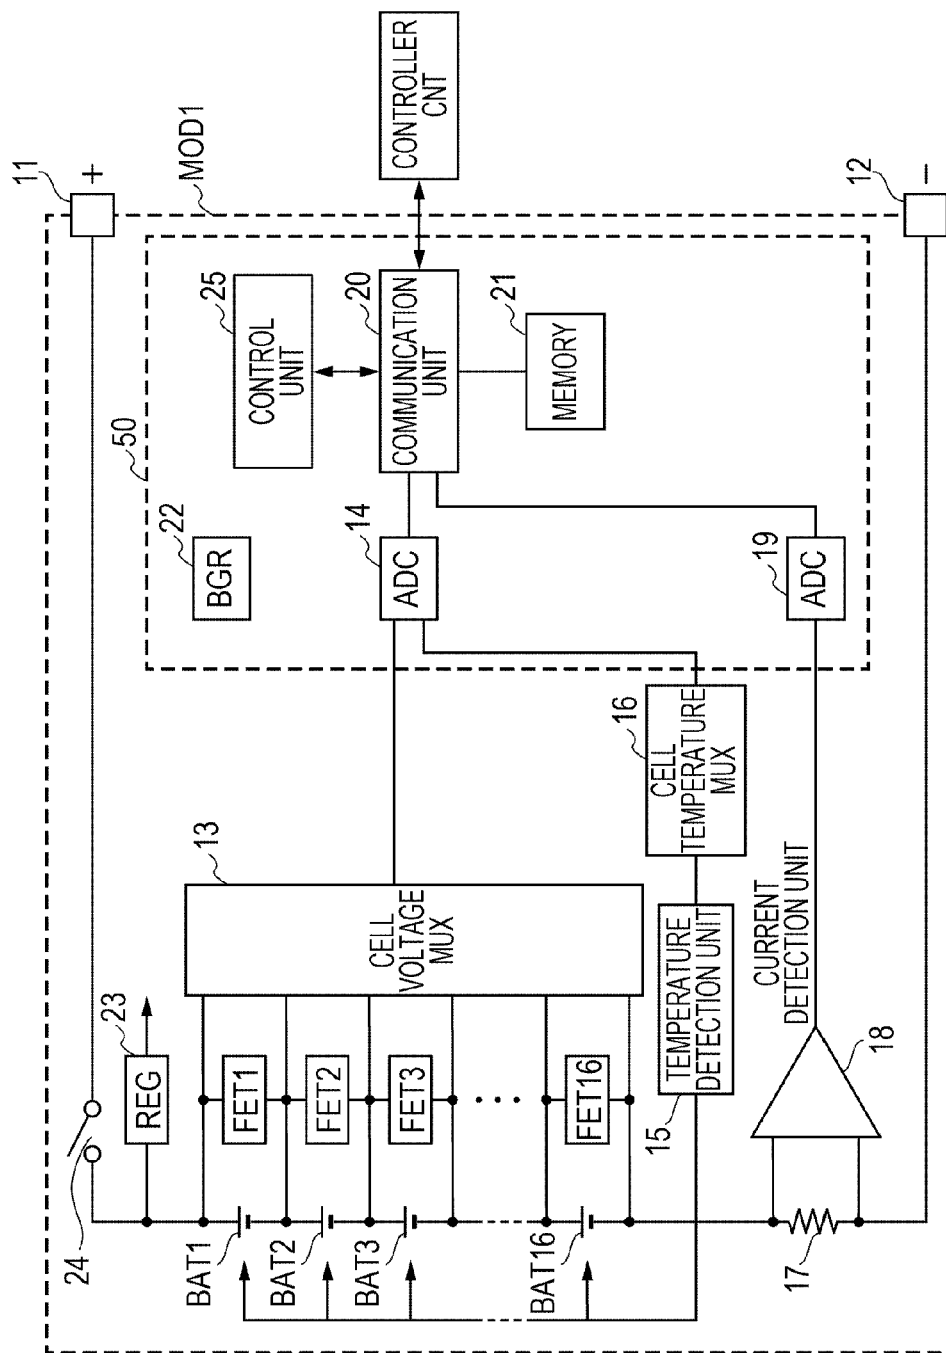 24
23
REG
BAT1
BAT2
BAT3
BAT16
FET1
FET2
FET3
FET16
...
13
CELL
VOLTAGE
MUX
15
TEMPERATURE
DETECTION UNIT
16
CELL
TEMPERATURE
MUX
17
18
CURRENT
DETECTION UNIT
50
22
BGR
14
ADC
19
ADC
25
CONTROL
UNIT
20
COMMUNICATION
UNIT
21
MEMORY
11
+
MOD1
12
−
CONTROLLER
CNT